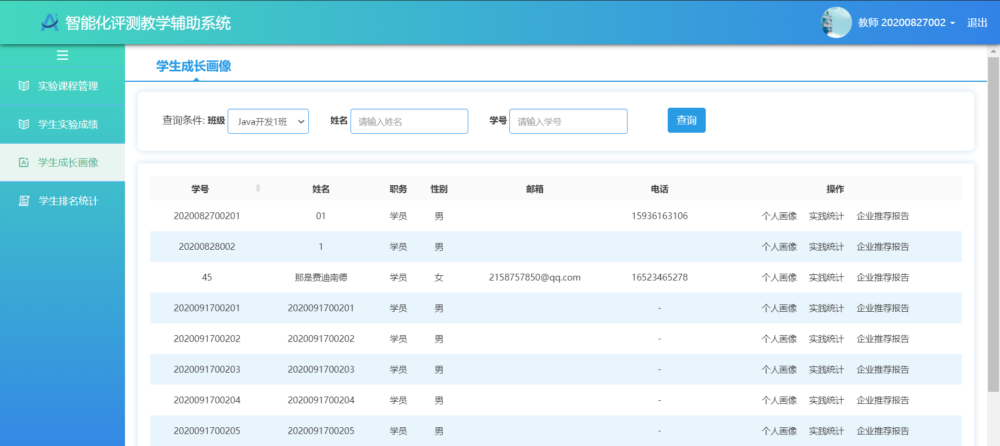 智能化评测教学辅助系统
教师 20200827002 退出
实验课程管理
学生实验成绩
学生成长画像
学生排名统计
学生成长画像
查询条件: 班级 Java开发1班 姓名 请输入姓名 学号 请输入学号 查询
学号 姓名 职务 性别 邮箱 电话 操作
2020082700201 01 学员 男 15936163106 个人画像 实践统计 企业推荐报告
20200828002 1 学员 男 个人画像 实践统计 企业推荐报告
45 那是费迪南德 学员 女 2158757850@qq.com 16523465278 个人画像 实践统计 企业推荐报告
2020091700201 2020091700201 学员 男 - 个人画像 实践统计 企业推荐报告
2020091700202 2020091700202 学员 男 - 个人画像 实践统计 企业推荐报告
2020091700203 2020091700203 学员 男 - 个人画像 实践统计 企业推荐报告
2020091700204 2020091700204 学员 男 - 个人画像 实践统计 企业推荐报告
2020091700205 2020091700205 学员 男 - 个人画像 实践统计 企业推荐报告